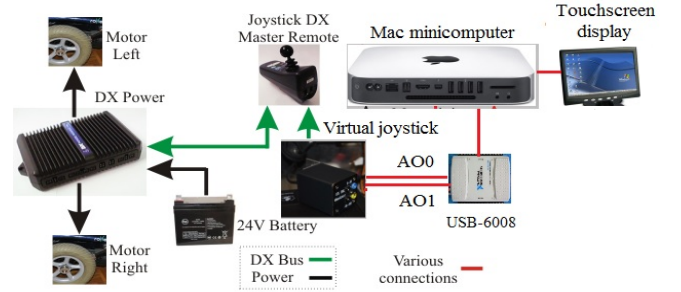 Motor
Left
DX Power
Joystick DX
Master Remote
Mac minicomputer
Touchscreen
display
Virtual joystick
AO0
AO1
USB-6008
24V Battery
Motor
Right
DX Bus
Power
Various
connections